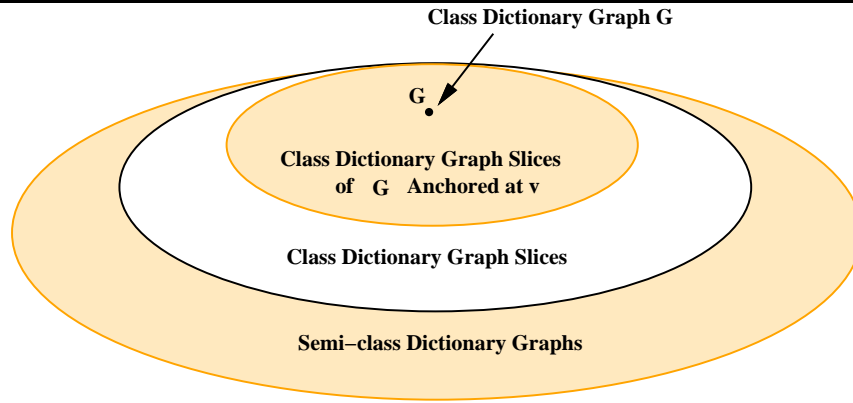 Class Dictionary Graph G
G
Class Dictionary Graph Slices
of G Anchored at v
Class Dictionary Graph Slices
Semi−class Dictionary Graphs